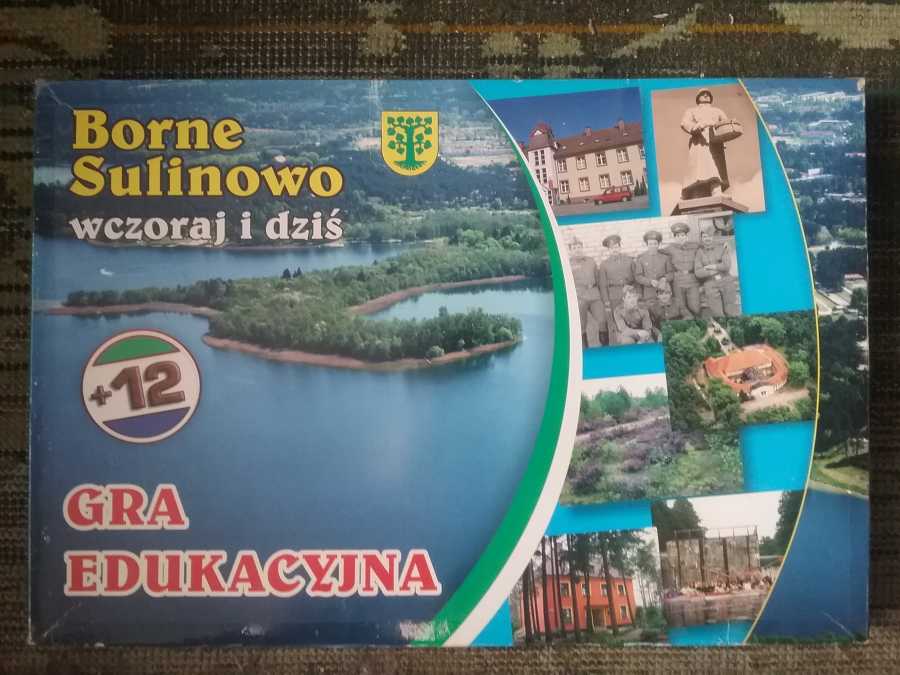 Borne
Sulinowo
wczoraj i dziś
+12
GRA
EDUKACYJNA